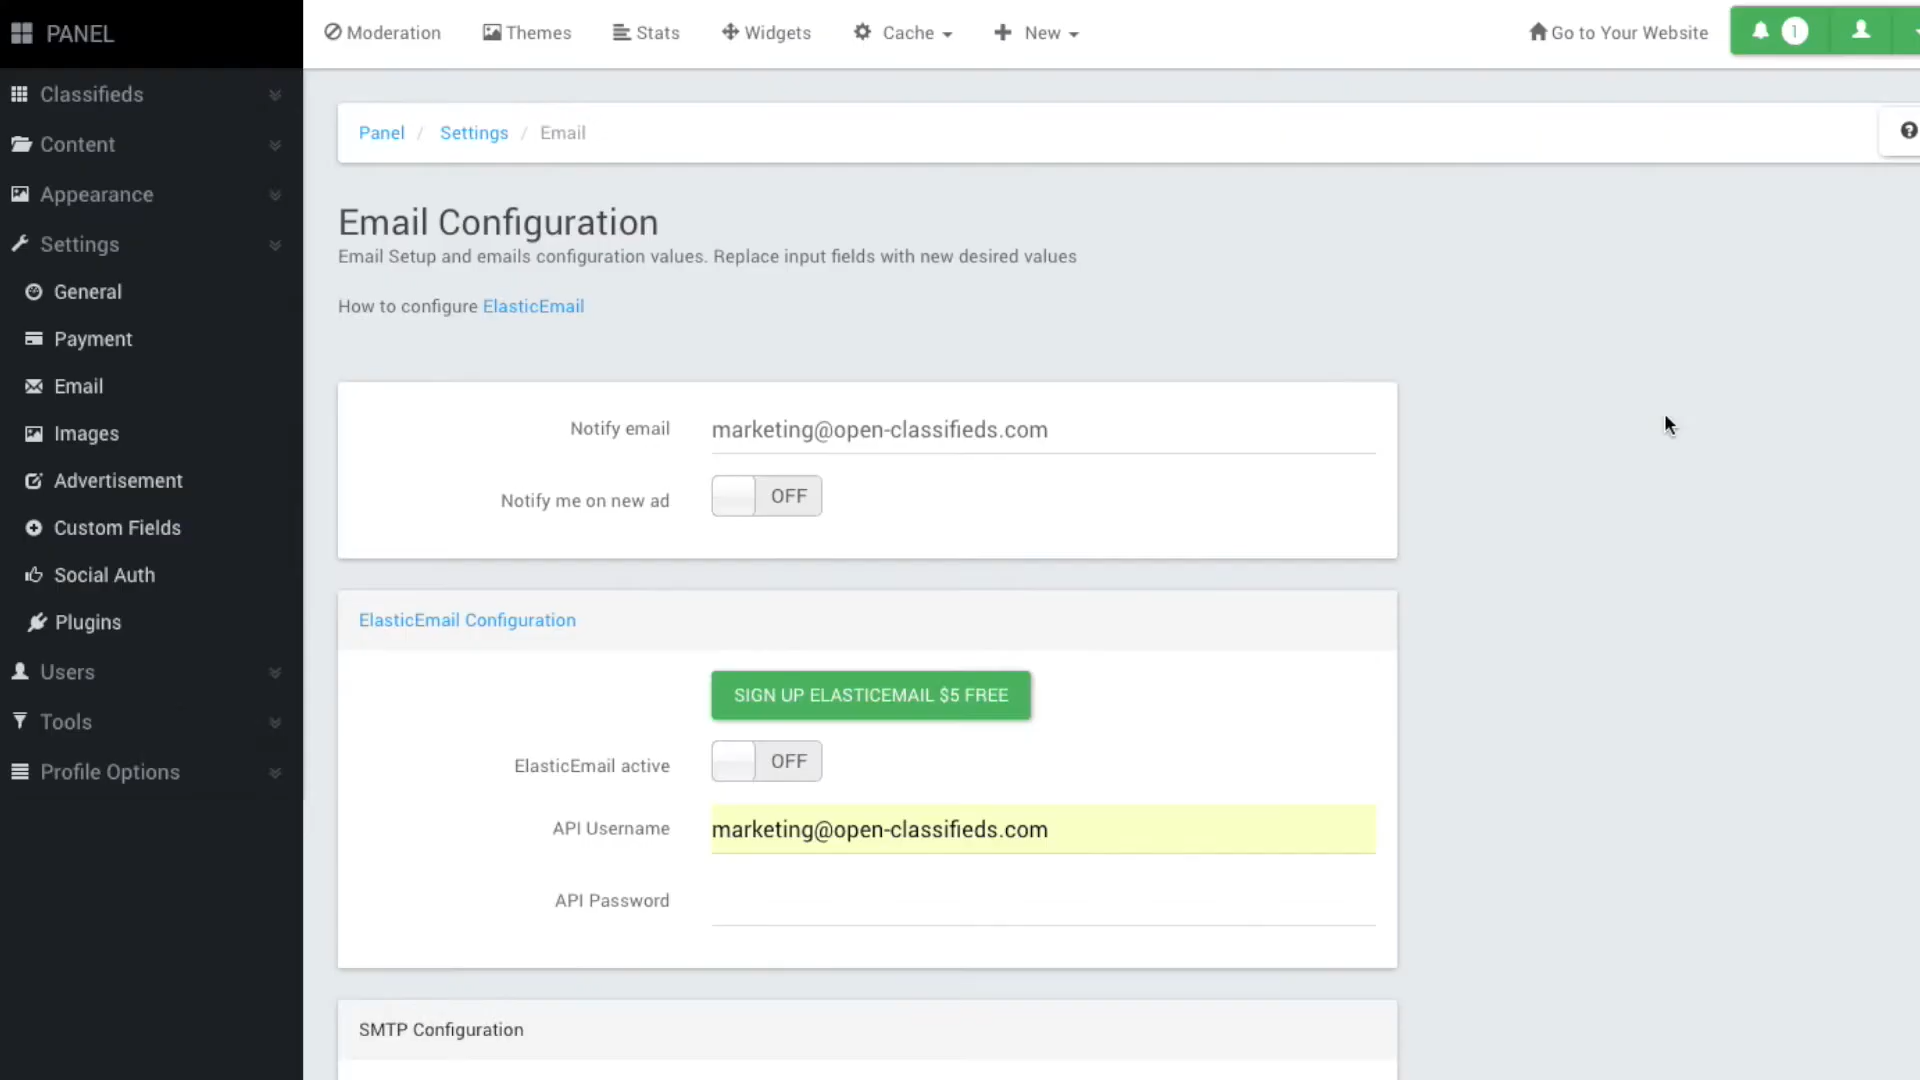 PANEL
Moderation
Themes
Stats
Widgets
Cache
New
Go to Your Website
1
Classifieds
Content
Appearance
Settings
General
Payment
Email
Images
Advertisement
Custom Fields
Social Auth
Plugins
Users
Tools
Profile Options
Panel / Settings / Email
Email Configuration
Email Setup and emails configuration values. Replace input fields with new desired values
How to configure ElasticEmail
Notify email marketing@open-classifieds.com
Notify me on new ad OFF
ElasticEmail Configuration
SIGN UP ELASTICEMAIL $5 FREE
ElasticEmail active OFF
API Username marketing@open-classifieds.com
API Password
SMTP Configuration